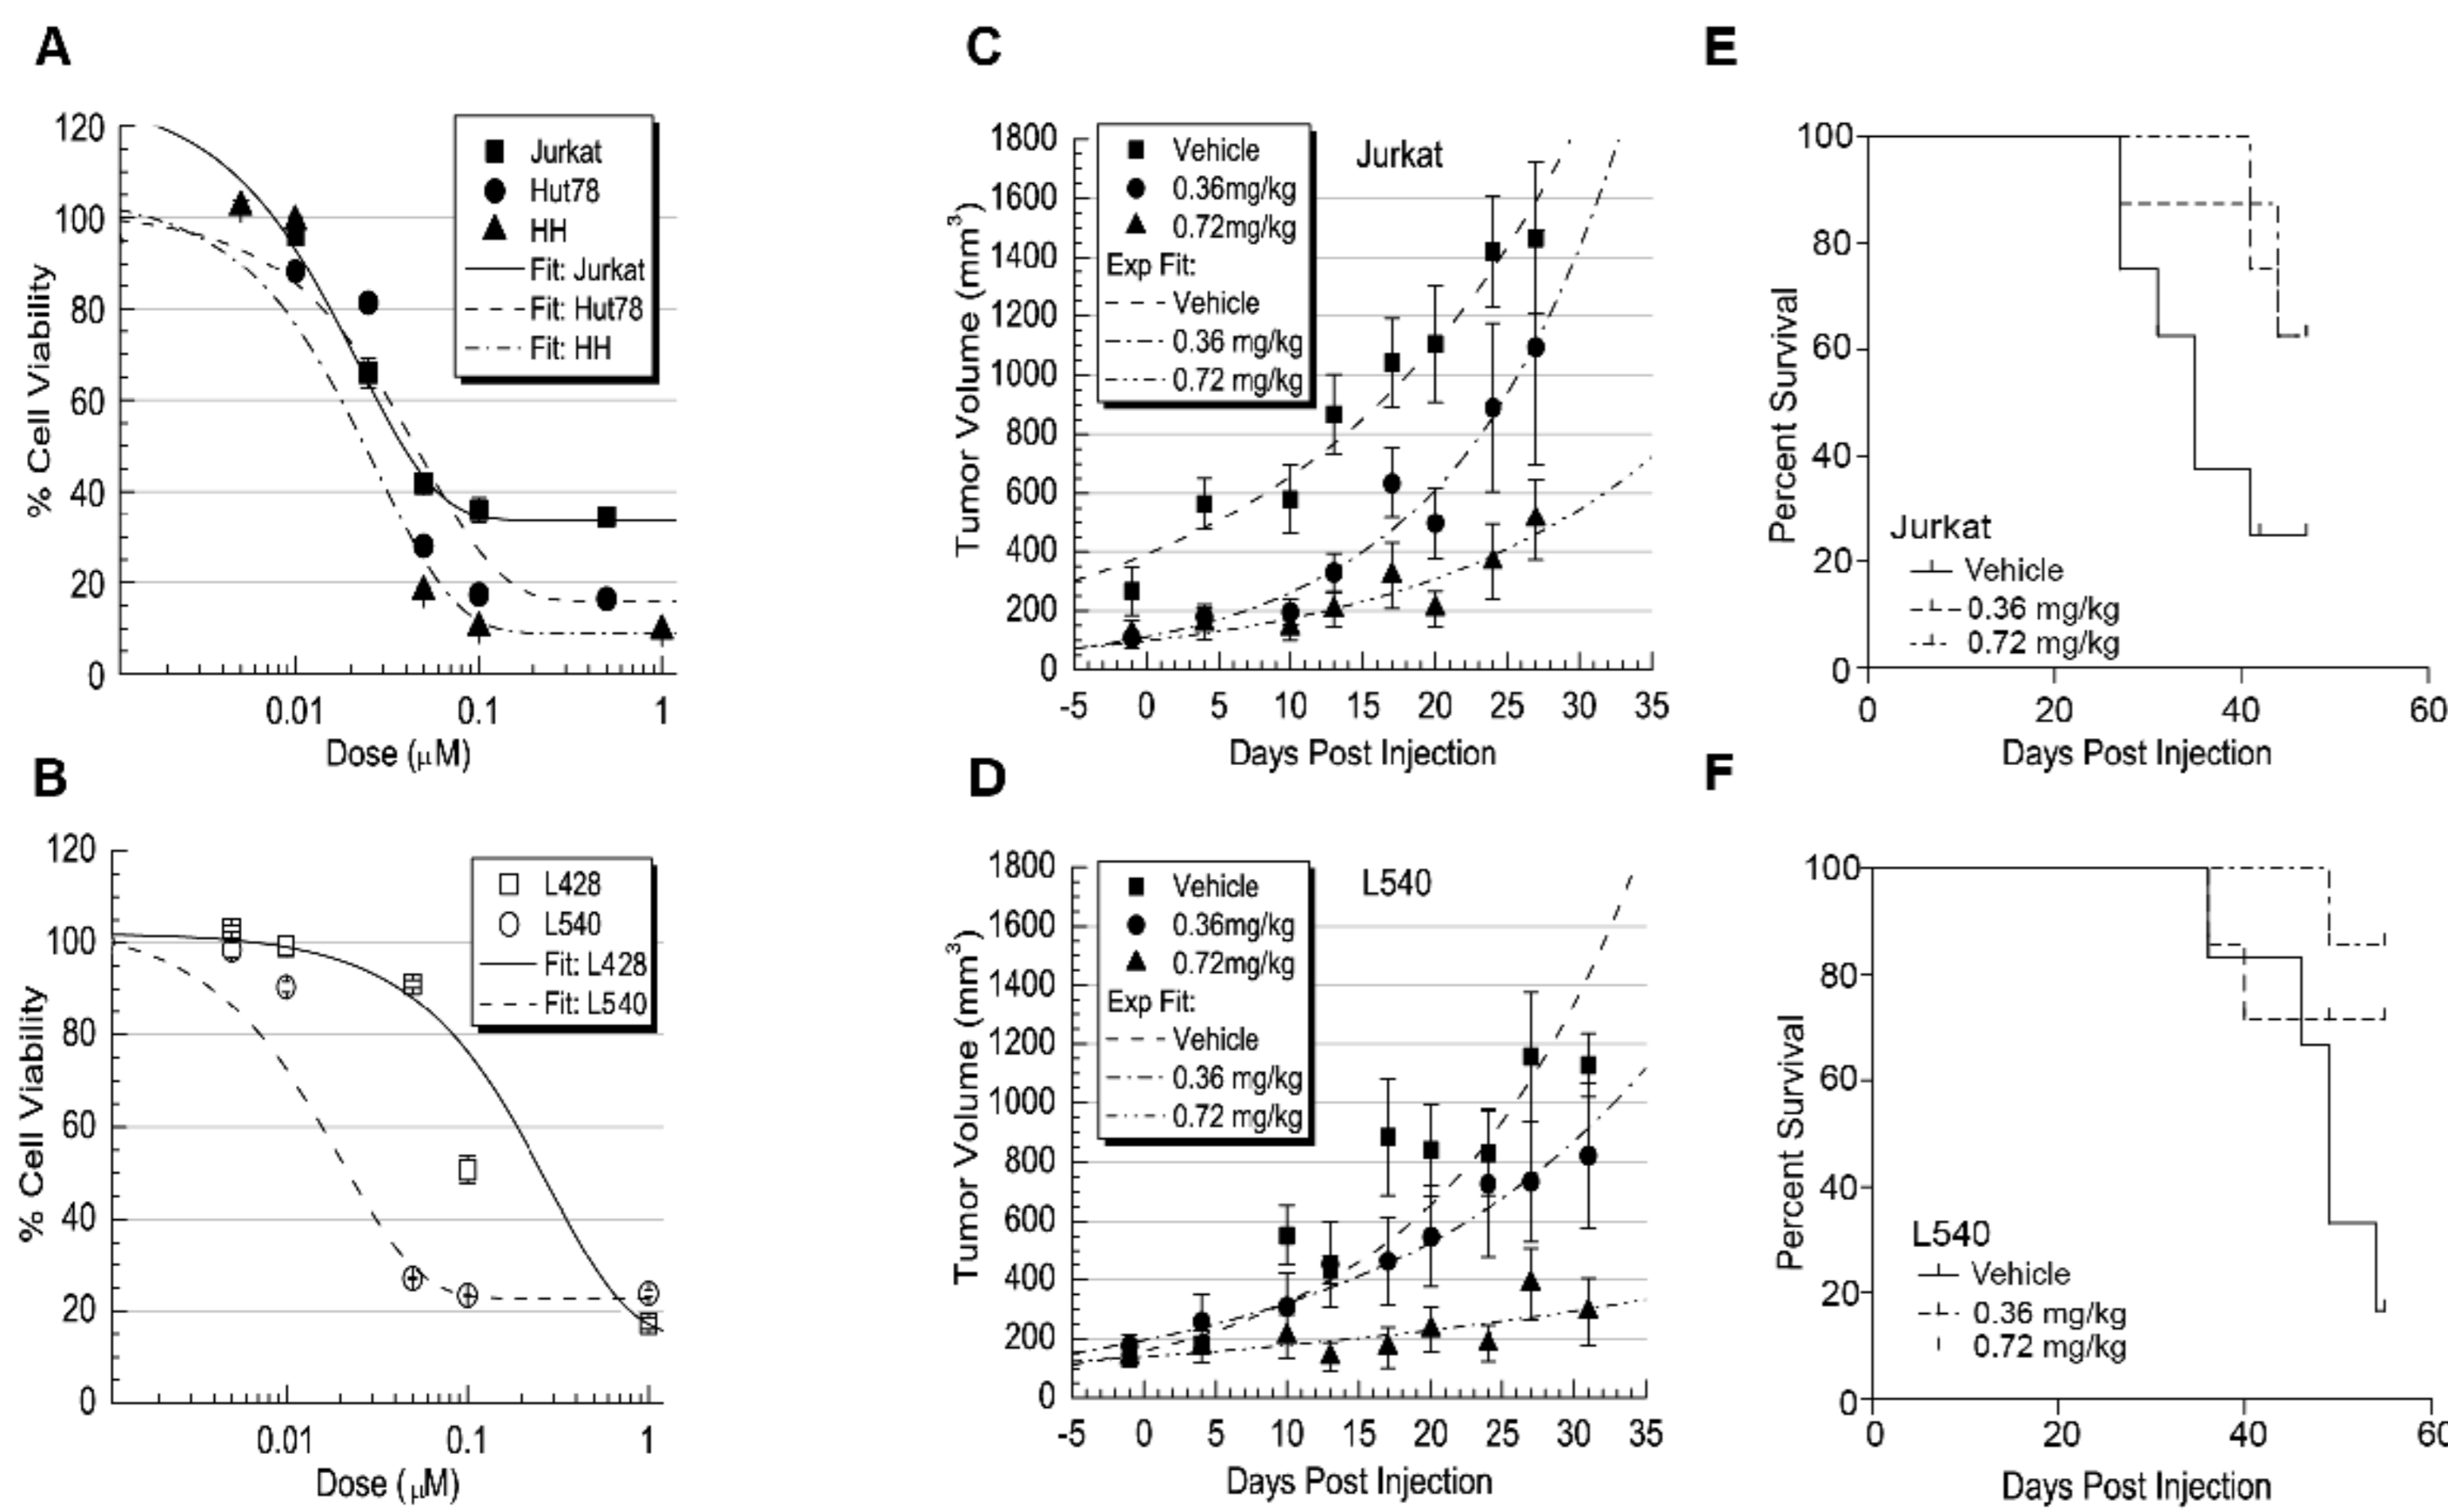 A
120
100
80
60
40
20
0
% Cell Viability
Jurkat
Hut78
HH
Fit: Jurkat
Fit: Hut78
Fit: HH
0.01 0.1 1
Dose (μM)
B
120
100
80
60
40
20
0
% Cell Viability
L428
L540
Fit: L428
Fit: L540
0.01 0.1 1
Dose (μM)
C
1800
1600
1400
1200
1000
800
600
400
200
0
Tumor Volume (mm³)
Vehicle
0.36mg/kg
0.72mg/kg
Exp Fit:
Vehicle
0.36 mg/kg
0.72 mg/kg
Jurkat
-5 0 5 10 15 20 25 30 35
Days Post Injection
D
1800
1600
1400
1200
1000
800
600
400
200
0
Tumor Volume (mm³)
Vehicle
0.36mg/kg
0.72mg/kg
Exp Fit:
Vehicle
0.36 mg/kg
0.72 mg/kg
L540
-5 0 5 10 15 20 25 30 35
Days Post Injection
E
100
80
60
40
20
0
Percent Survival
Jurkat
Vehicle
0.36 mg/kg
0.72 mg/kg
0 20 40 60
Days Post Injection
F
100
80
60
40
20
0
Percent Survival
L540
Vehicle
0.36 mg/kg
0.72 mg/kg
0 20 40 60
Days Post Injection